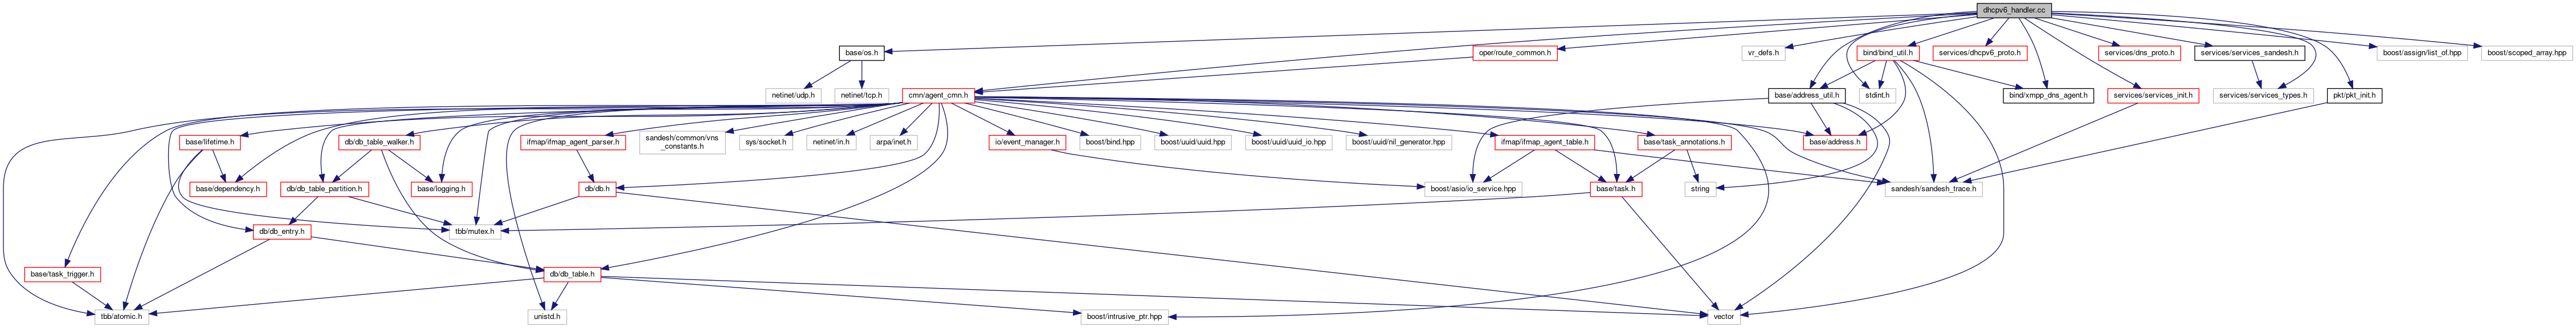 dhcpv6_handler.cc
base/os.h
oper/route_common.h
vr_defs.h
bind/bind_util.h
services/dhcpv6_proto.h
services/dns_proto.h
services/services_sandesh.h
boost/assign/list_of.hpp
boost/scoped_array.hpp
netinet/udp.h
netinet/tcp.h
cmn/agent_cmn.h
base/address_util.h
stdint.h
bind/xmpp_dns_agent.h
services/services_init.h
services/services_types.h
pkt/pkt_init.h
base/lifetime.h
db/db_table_walker.h
ifmap/ifmap_agent_parser.h
sandesh/common/vns
_constants.h
sys/socket.h
netinet/in.h
arpa/inet.h
io/event_manager.h
boost/bind.hpp
boost/uuid/uuid.hpp
boost/uuid/uuid_io.hpp
boost/uuid/nil_generator.hpp
ifmap/ifmap_agent_table.h
base/task_annotations.h
base/address.h
base/dependency.h
db/db_table_partition.h
base/logging.h
db/db.h
boost/asio/io_service.hpp
base/task.h
string
sandesh/sandesh_trace.h
db/db_entry.h
tbb/mutex.h
base/task_trigger.h
db/db_table.h
tbb/atomic.h
unistd.h
boost/intrusive_ptr.hpp
vector